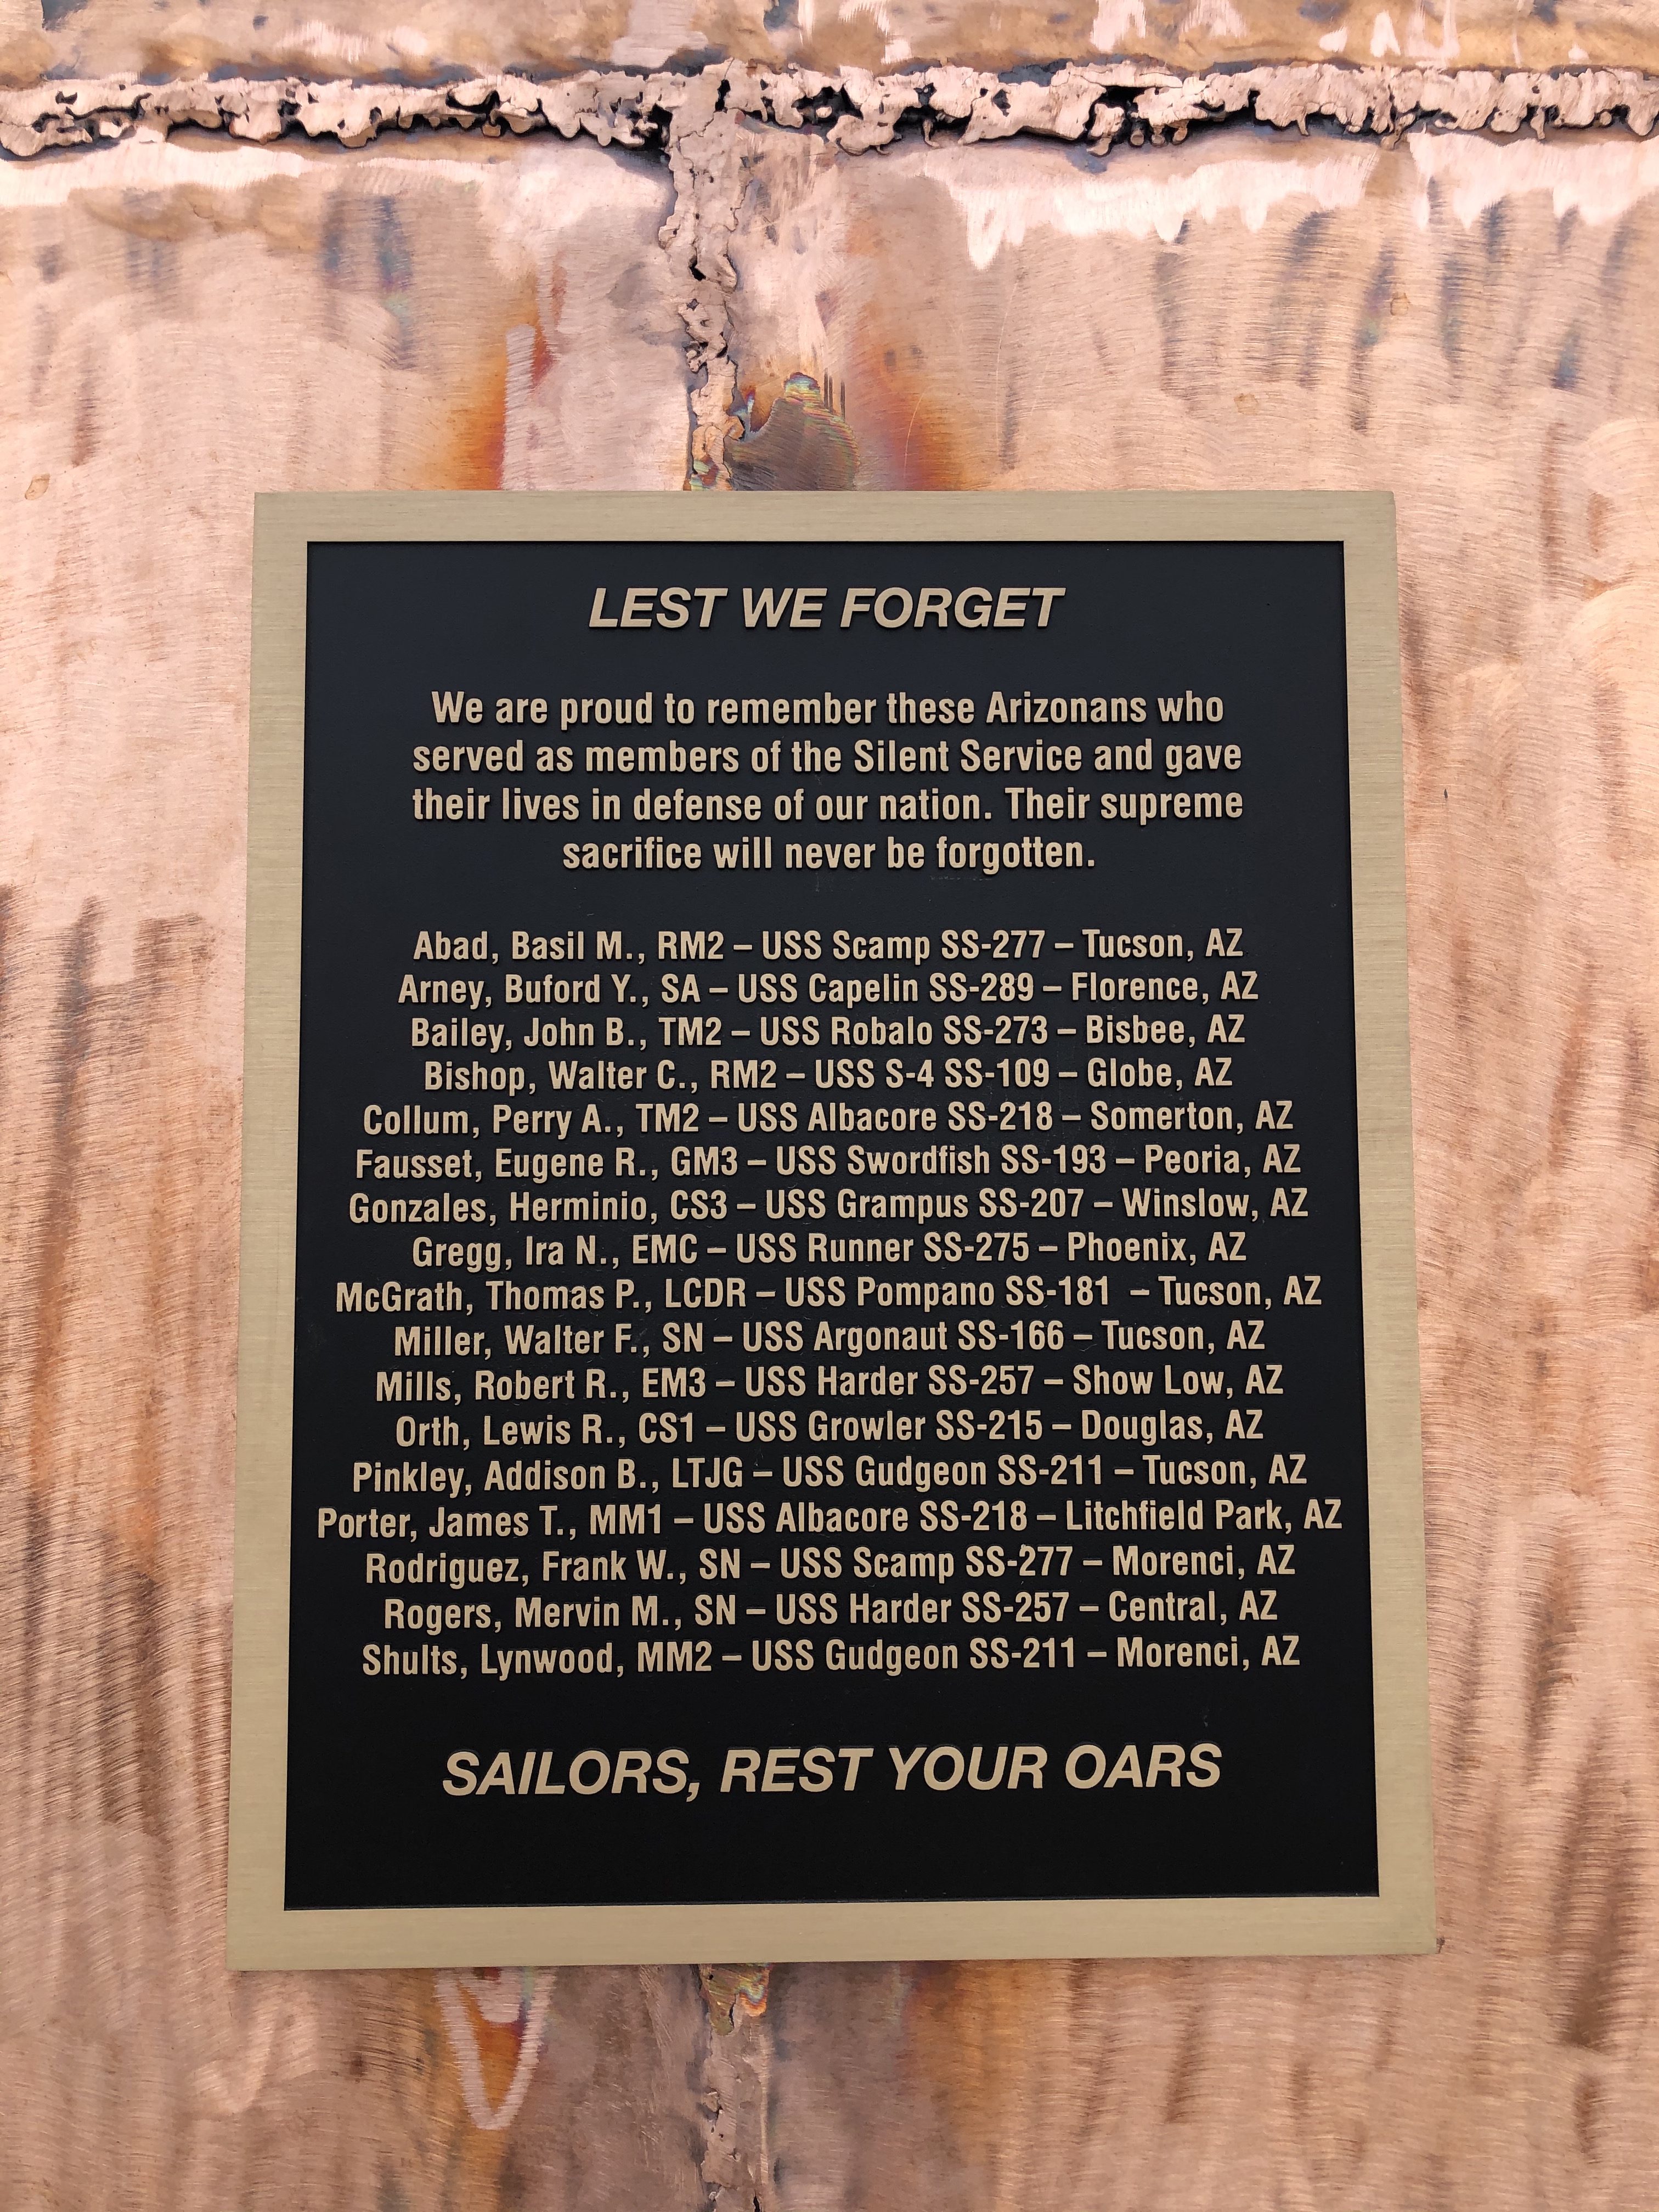 LEST WE FORGET
We are proud to remember these Arizonans who
served as members of the Silent Service and gave
their lives in defense of our nation. Their supreme
sacrifice will never be forgotten.
Abad, Basil M., RM2 – USS Scamp SS-277 – Tucson, AZ
Arney, Buford Y., SA – USS Capelin SS-289 – Florence, AZ
Bailey, John B., TM2 – USS Robalo SS-273 – Bisbee, AZ
Bishop, Walter C., RM2 – USS S-4 SS-109 – Globe, AZ
Collum, Perry A., TM2 – USS Albacore SS-218 – Somerton, AZ
Fausset, Eugene R., GM3 – USS Swordfish SS-193 – Peoria, AZ
Gonzales, Herminio, CS3 – USS Grampus SS-207 – Winslow, AZ
Gregg, Ira N., EMC – USS Runner SS-275 – Phoenix, AZ
McGrath, Thomas P., LCDR – USS Pompano SS-181 – Tucson, AZ
Miller, Walter F., SN – USS Argonaut SS-166 – Tucson, AZ
Mills, Robert R., EM3 – USS Harder SS-257 – Show Low, AZ
Orth, Lewis R., CS1 – USS Growler SS-215 – Douglas, AZ
Pinkley, Addison B., LTJG – USS Gudgeon SS-211 – Tucson, AZ
Porter, James T., MM1 – USS Albacore SS-218 – Litchfield Park, AZ
Rodriguez, Frank W., SN – USS Scamp SS-277 – Morenci, AZ
Rogers, Mervin M., SN – USS Harder SS-257 – Central, AZ
Shults, Lynwood, MM2 – USS Gudgeon SS-211 – Morenci, AZ
SAILORS, REST YOUR OARS